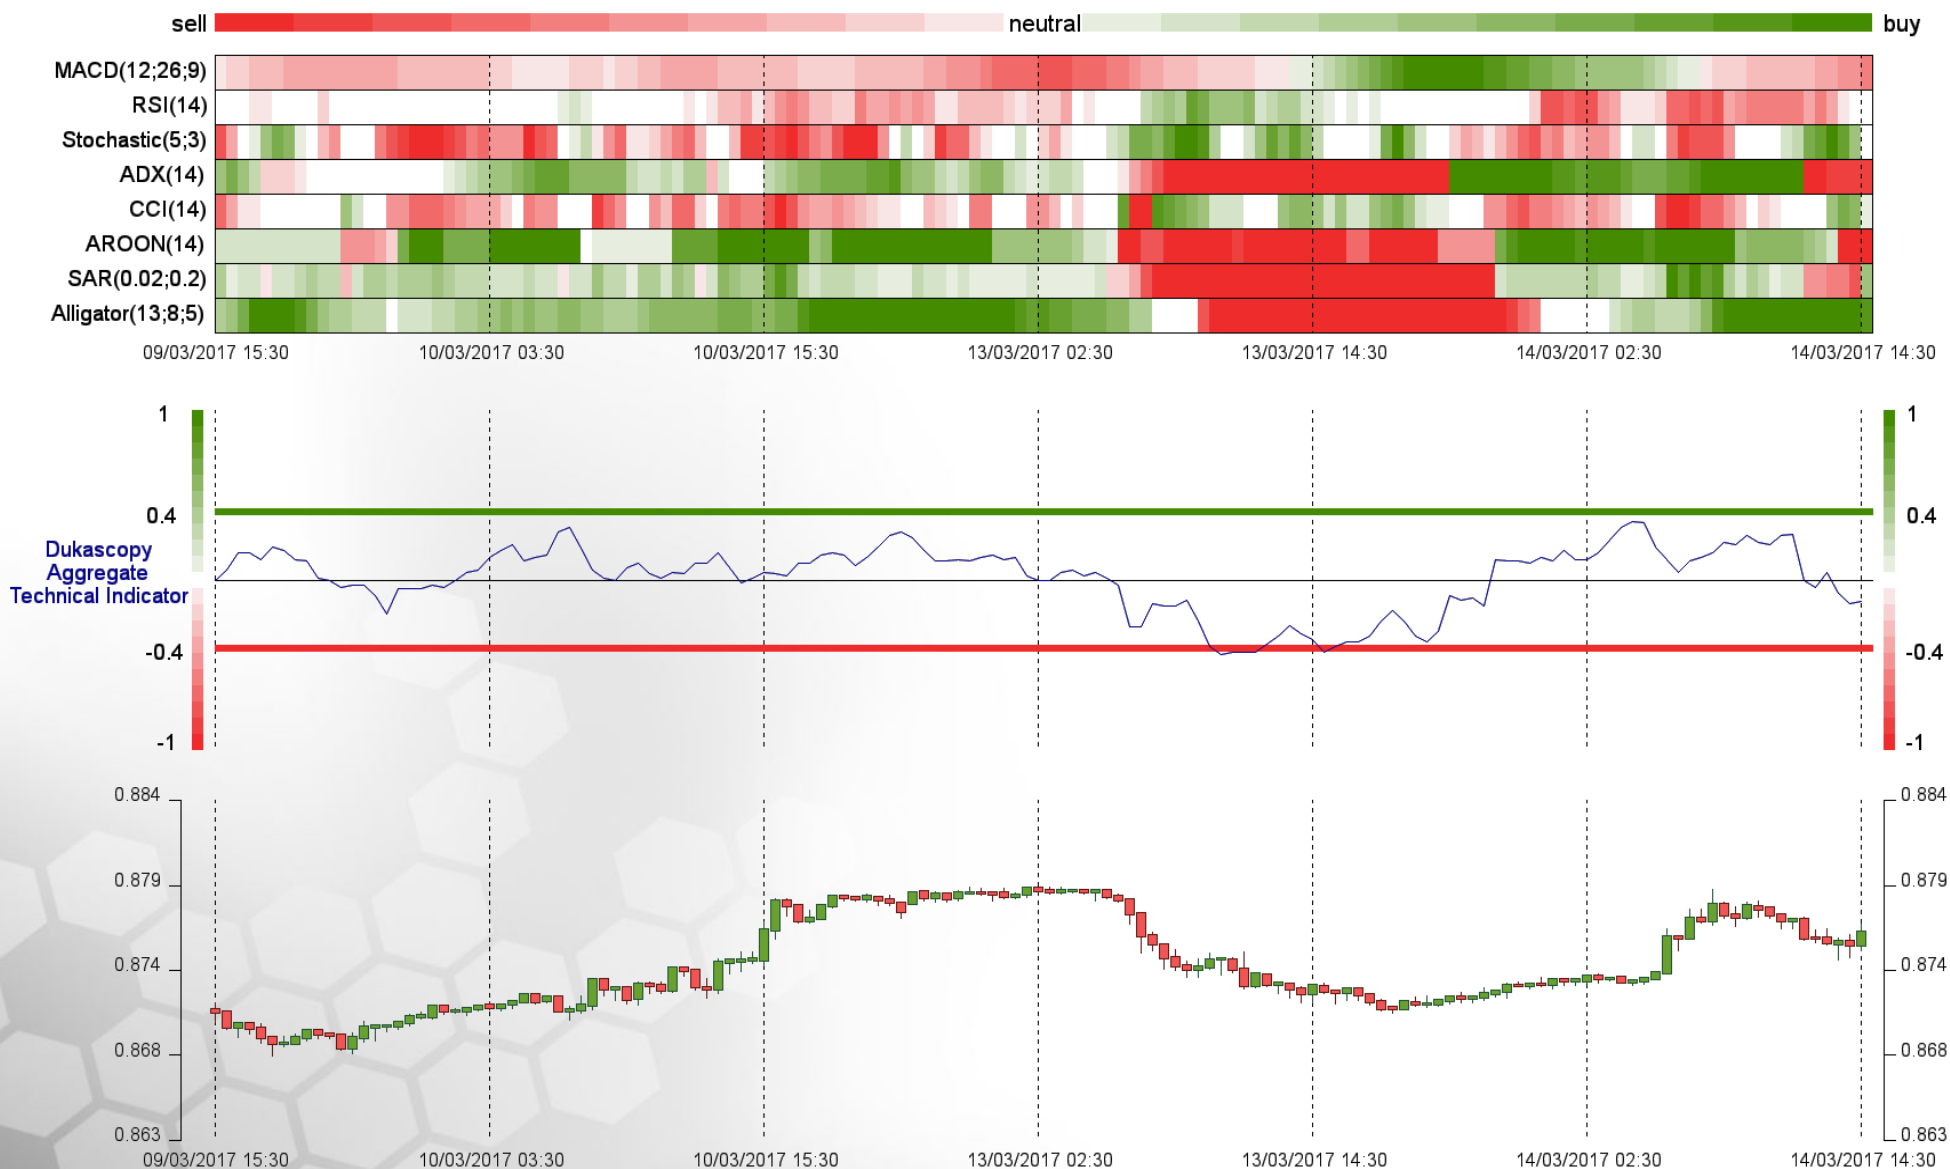 sell neutral buy
MACD(12;26;9)
RSI(14)
Stochastic(5;3)
ADX(14)
CCI(14)
AROON(14)
SAR(0.02;0.2)
Alligator(13;8;5)
09/03/2017 15:30 10/03/2017 03:30 10/03/2017 15:30 13/03/2017 02:30 13/03/2017 14:30 14/03/2017 02:30 14/03/2017 14:30
1 1
0.4 0.4
Dukascopy
Aggregate
Technical Indicator
-0.4 -0.4
-1 -1
0.884 0.884
0.879 0.879
0.874 0.874
0.868 0.868
0.863 0.863
09/03/2017 15:30 10/03/2017 03:30 10/03/2017 15:30 13/03/2017 02:30 13/03/2017 14:30 14/03/2017 02:30 14/03/2017 14:30